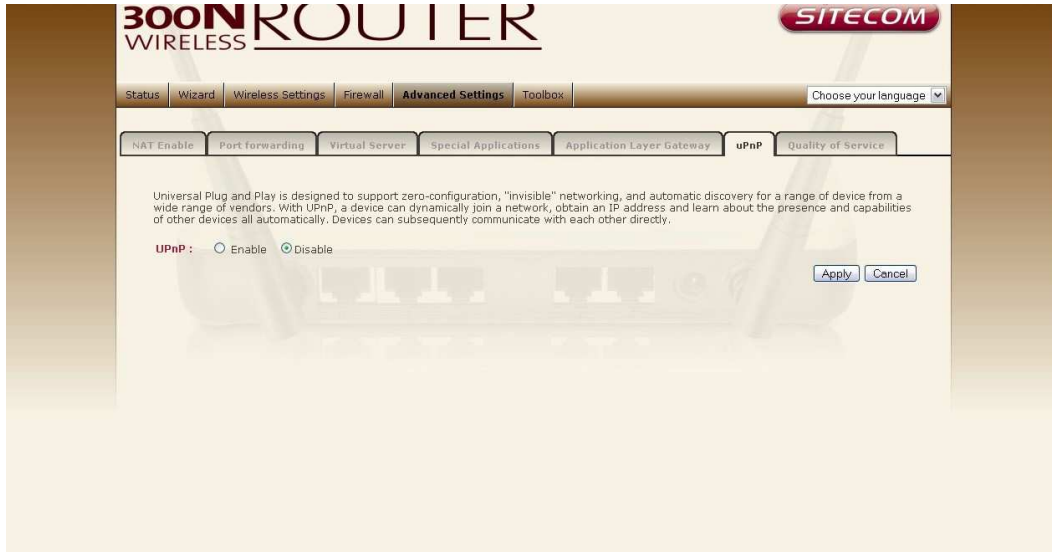 300N ROUTER
WIRELESS
SITECOM
Status Wizard Wireless Settings Firewall Advanced Settings Toolbox
Choose your language
NAT Enable Port forwarding Virtual Server Special Applications Application Layer Gateway uPnP Quality of Service
Universal Plug and Play is designed to support zero-configuration, "invisible" networking, and automatic discovery for a range of device from a
wide range of vendors. With UPnP, a device can dynamically join a network, obtain an IP address and learn about the presence and capabilities
of other devices all automatically. Devices can subsequently communicate with each other directly.
UPnP : Enable Disable
Apply Cancel